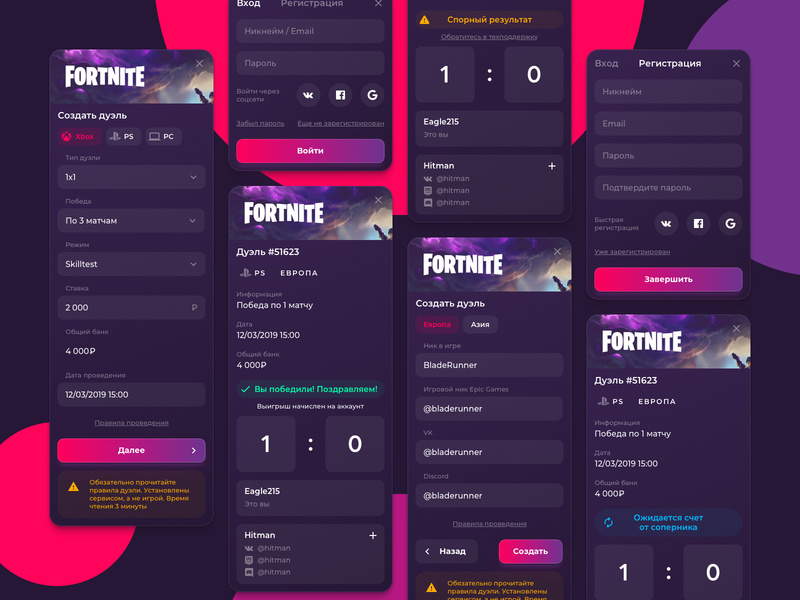 FORTNITE
Создать дуэль
Xbox
PS
PC
Тип дуэли
1x1
Победа
По 3 матчам
Режим
Skilltest
Ставка
2 000 ₽
Общий банк
4 000₽
Дата проведения
12/03/2019 15:00
Правила проведения
Далее
Обязательно прочитайте
правила дуэли. Установлены
сервисом, а не игрой. Время
чтения 3 минуты
Вход Регистрация
Никнейм / Email
Пароль
Войти через
соцсети
G
Забыл пароль Еще не зарегистрирован
Войти
FORTNITE
Дуэль #51623
PS ЕВРОПА
Информация
Победа по 1 матчу
Дата
12/03/2019 15:00
Общий банк
4 000₽
Вы победили! Поздравляем!
Выигрыш начислен на аккаунт
1 : 0
Eagle215
Это вы
Hitman +
@hitman
@hitman
@hitman
Спорный результат
Обратитесь в техподдержку
1 : 0
Eagle215
Это вы
Hitman +
@hitman
@hitman
@hitman
FORTNITE
Создать дуэль
Европа Азия
Ник в игре
BladeRunner
Игровой ник Epic Games
@bladerunner
VK
@bladerunner
Discord
@bladerunner
Правила проведения
Назад Создать
Обязательно прочитайте
правила дуэли. Установлены
сервисом, а не игрой. Время
Вход Регистрация
Никнейм
Email
Пароль
Подтвердите пароль
Быстрая
регистрация
G
Уже зарегистрирован
Завершить
FORTNITE
Дуэль #51623
PS ЕВРОПА
Информация
Победа по 1 матчу
Дата
12/03/2019 15:00
Общий банк
4 000₽
Ожидается счет
от соперника
1 : 0